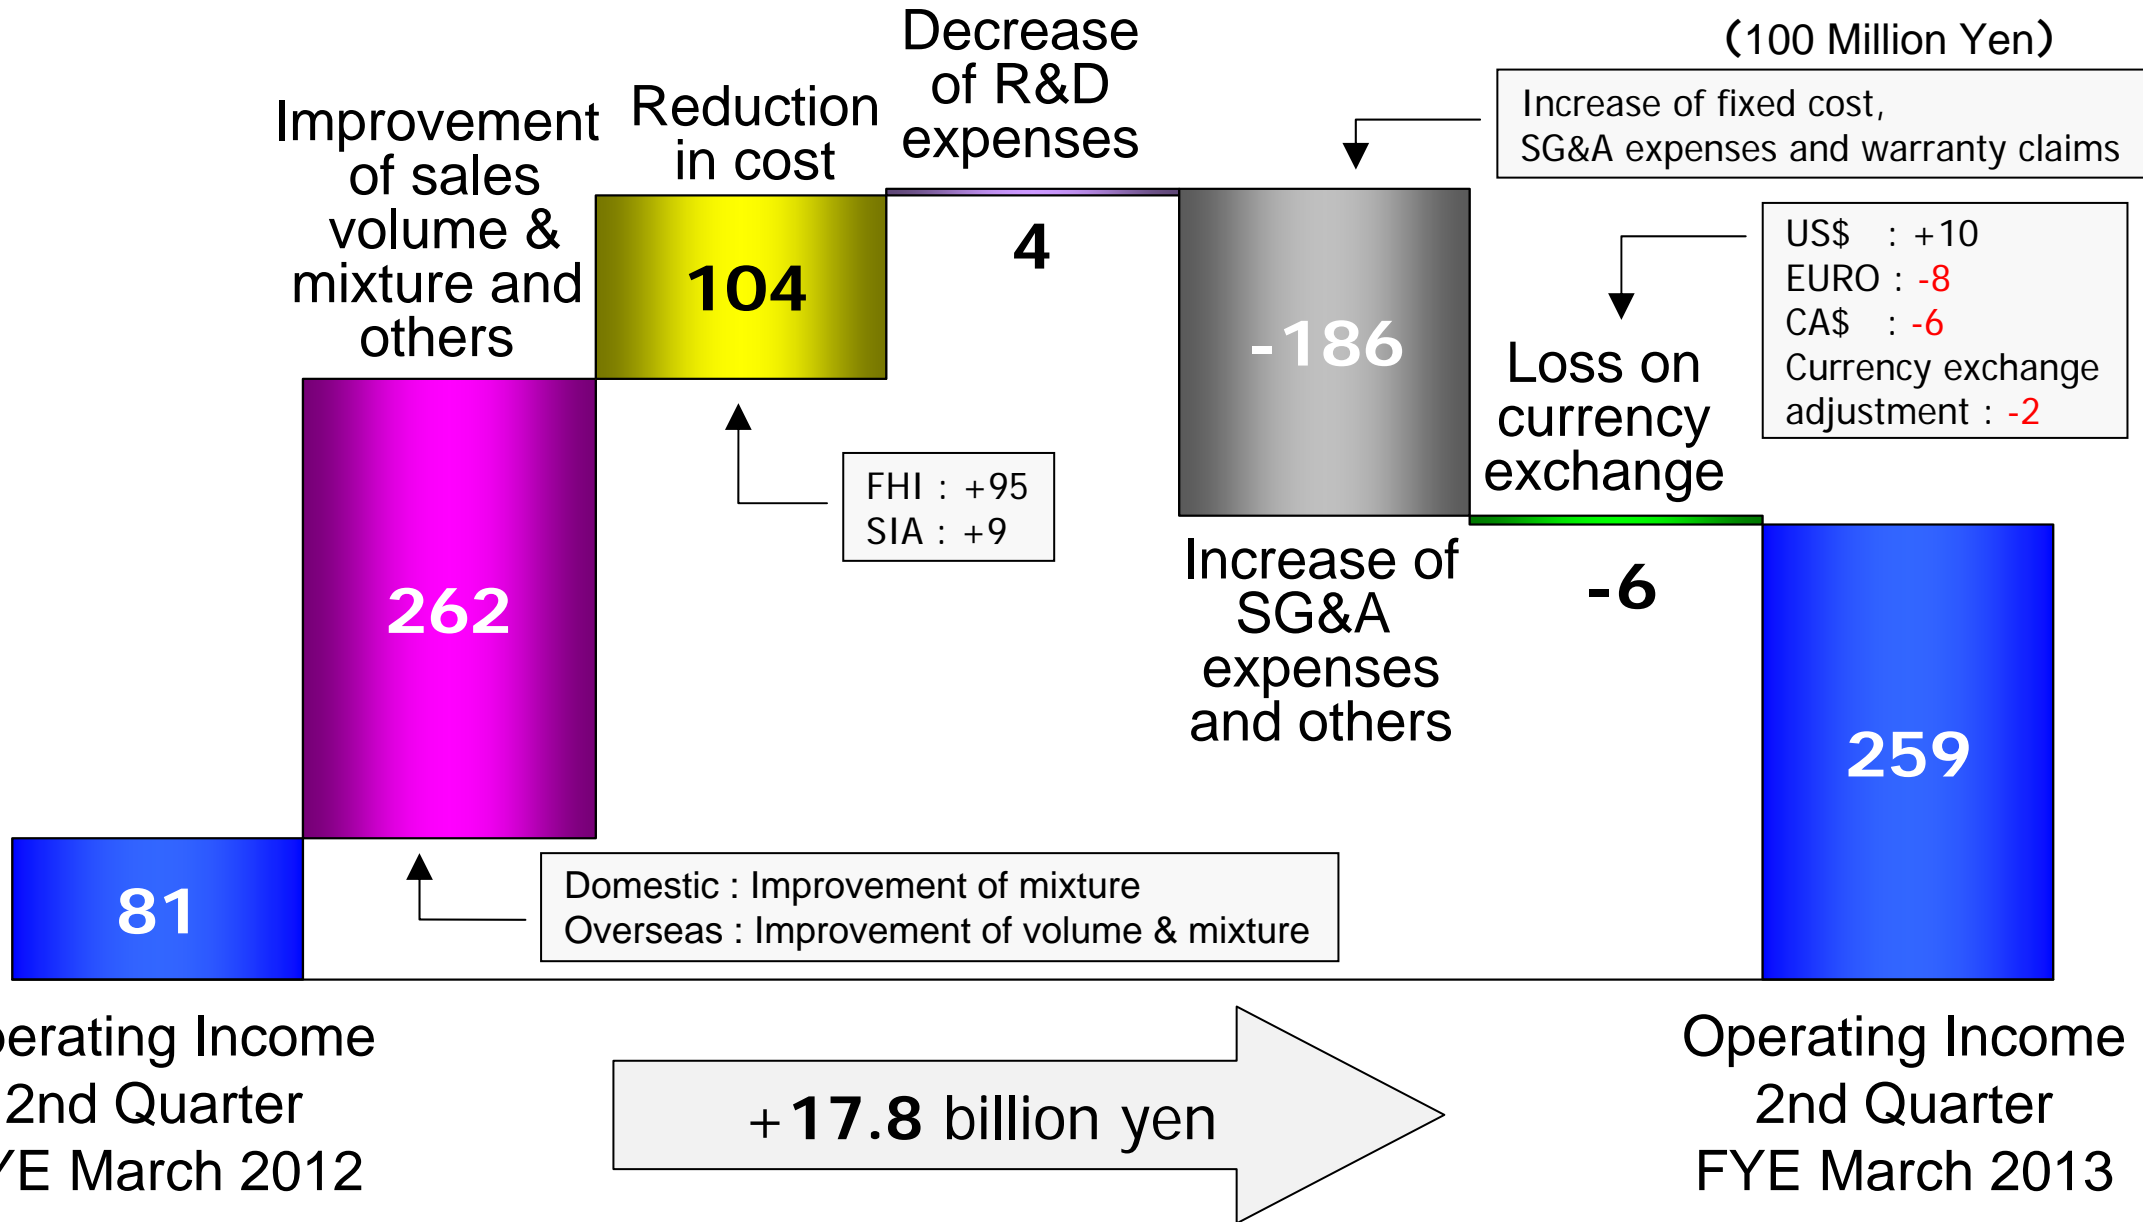 (100 Million Yen)
Improvement
of sales
volume &
mixture and
others
Reduction
in cost
Decrease
of R&D
expenses
Increase of fixed cost,
SG&A expenses and warranty claims
US$ : +10
EURO : -8
CA$ : -6
Currency exchange
adjustment : -2
104
4
-186
Loss on
currency
exchange
FHI : +95
SIA : +9
262
Increase of
SG&A
expenses
and others
-6
259
81
Domestic : Improvement of mixture
Overseas : Improvement of volume & mixture
perating Income
2nd Quarter
YE March 2012
+17.8 billion yen
Operating Income
2nd Quarter
FYE March 2013